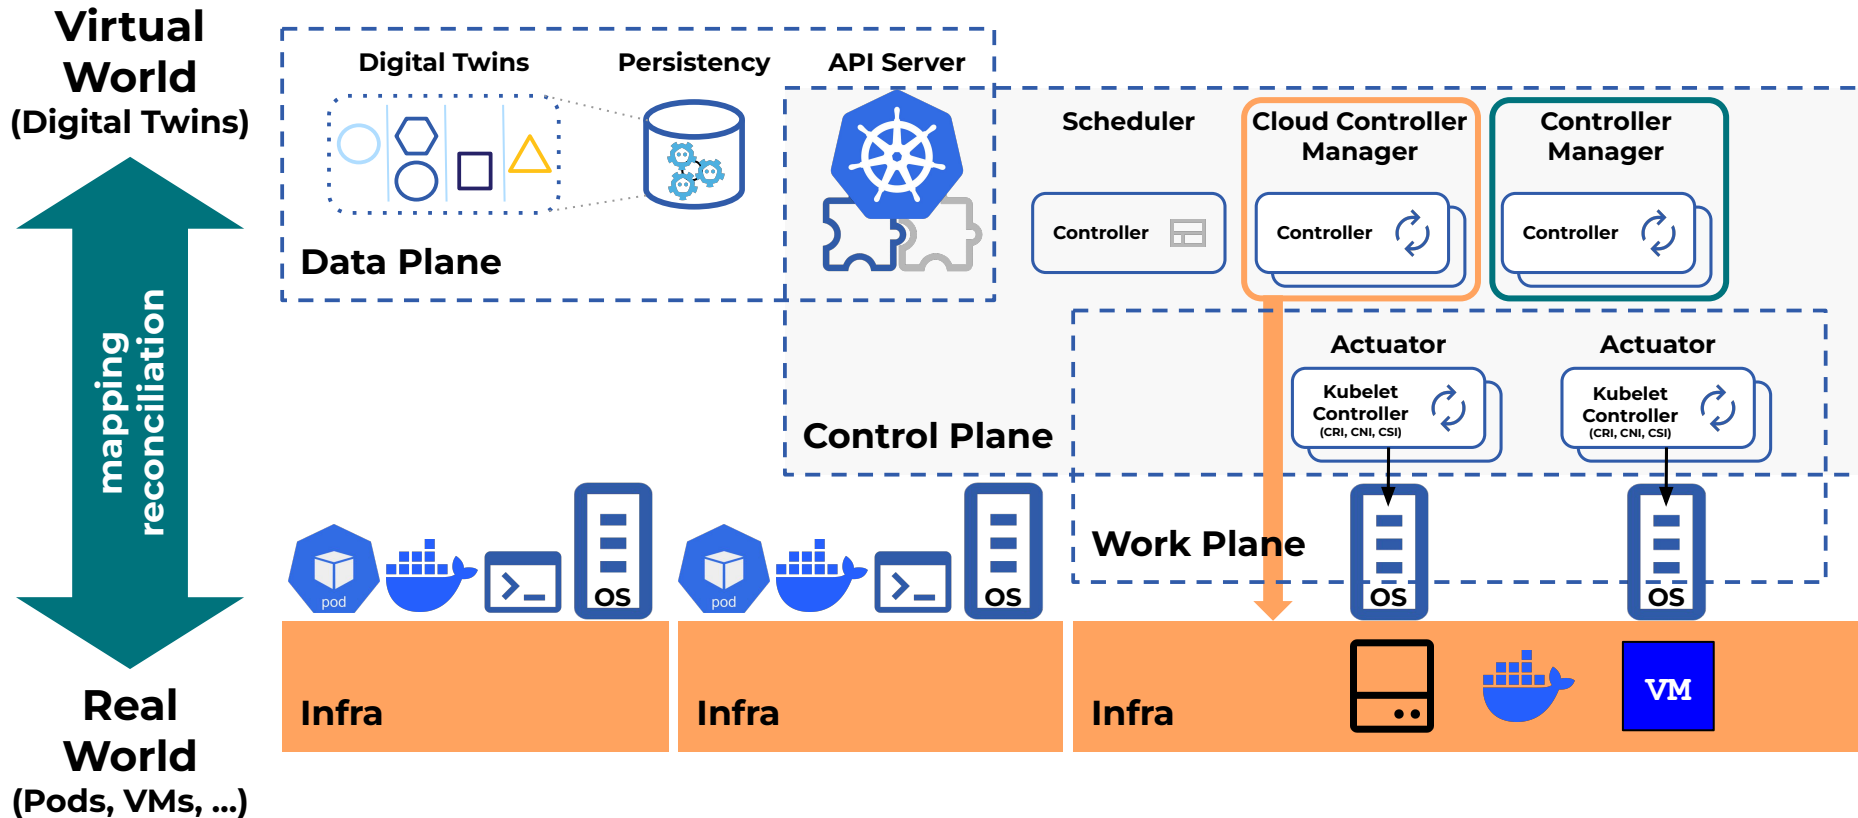 Virtual
World
(Digital Twins)
mapping
reconciliation
Real
World
(Pods, VMs, ...)
Digital Twins
Persistency
API Server
Data Plane
Scheduler
Controller
Cloud Controller
Manager
Controller
Controller
Manager
Controller
Control Plane
Actuator
Kubelet
Controller
(CRI, CNI, CSI)
Actuator
Kubelet
Controller
(CRI, CNI, CSI)
Work Plane
pod
OS
pod
OS
OS
OS
Infra
Infra
Infra
VM